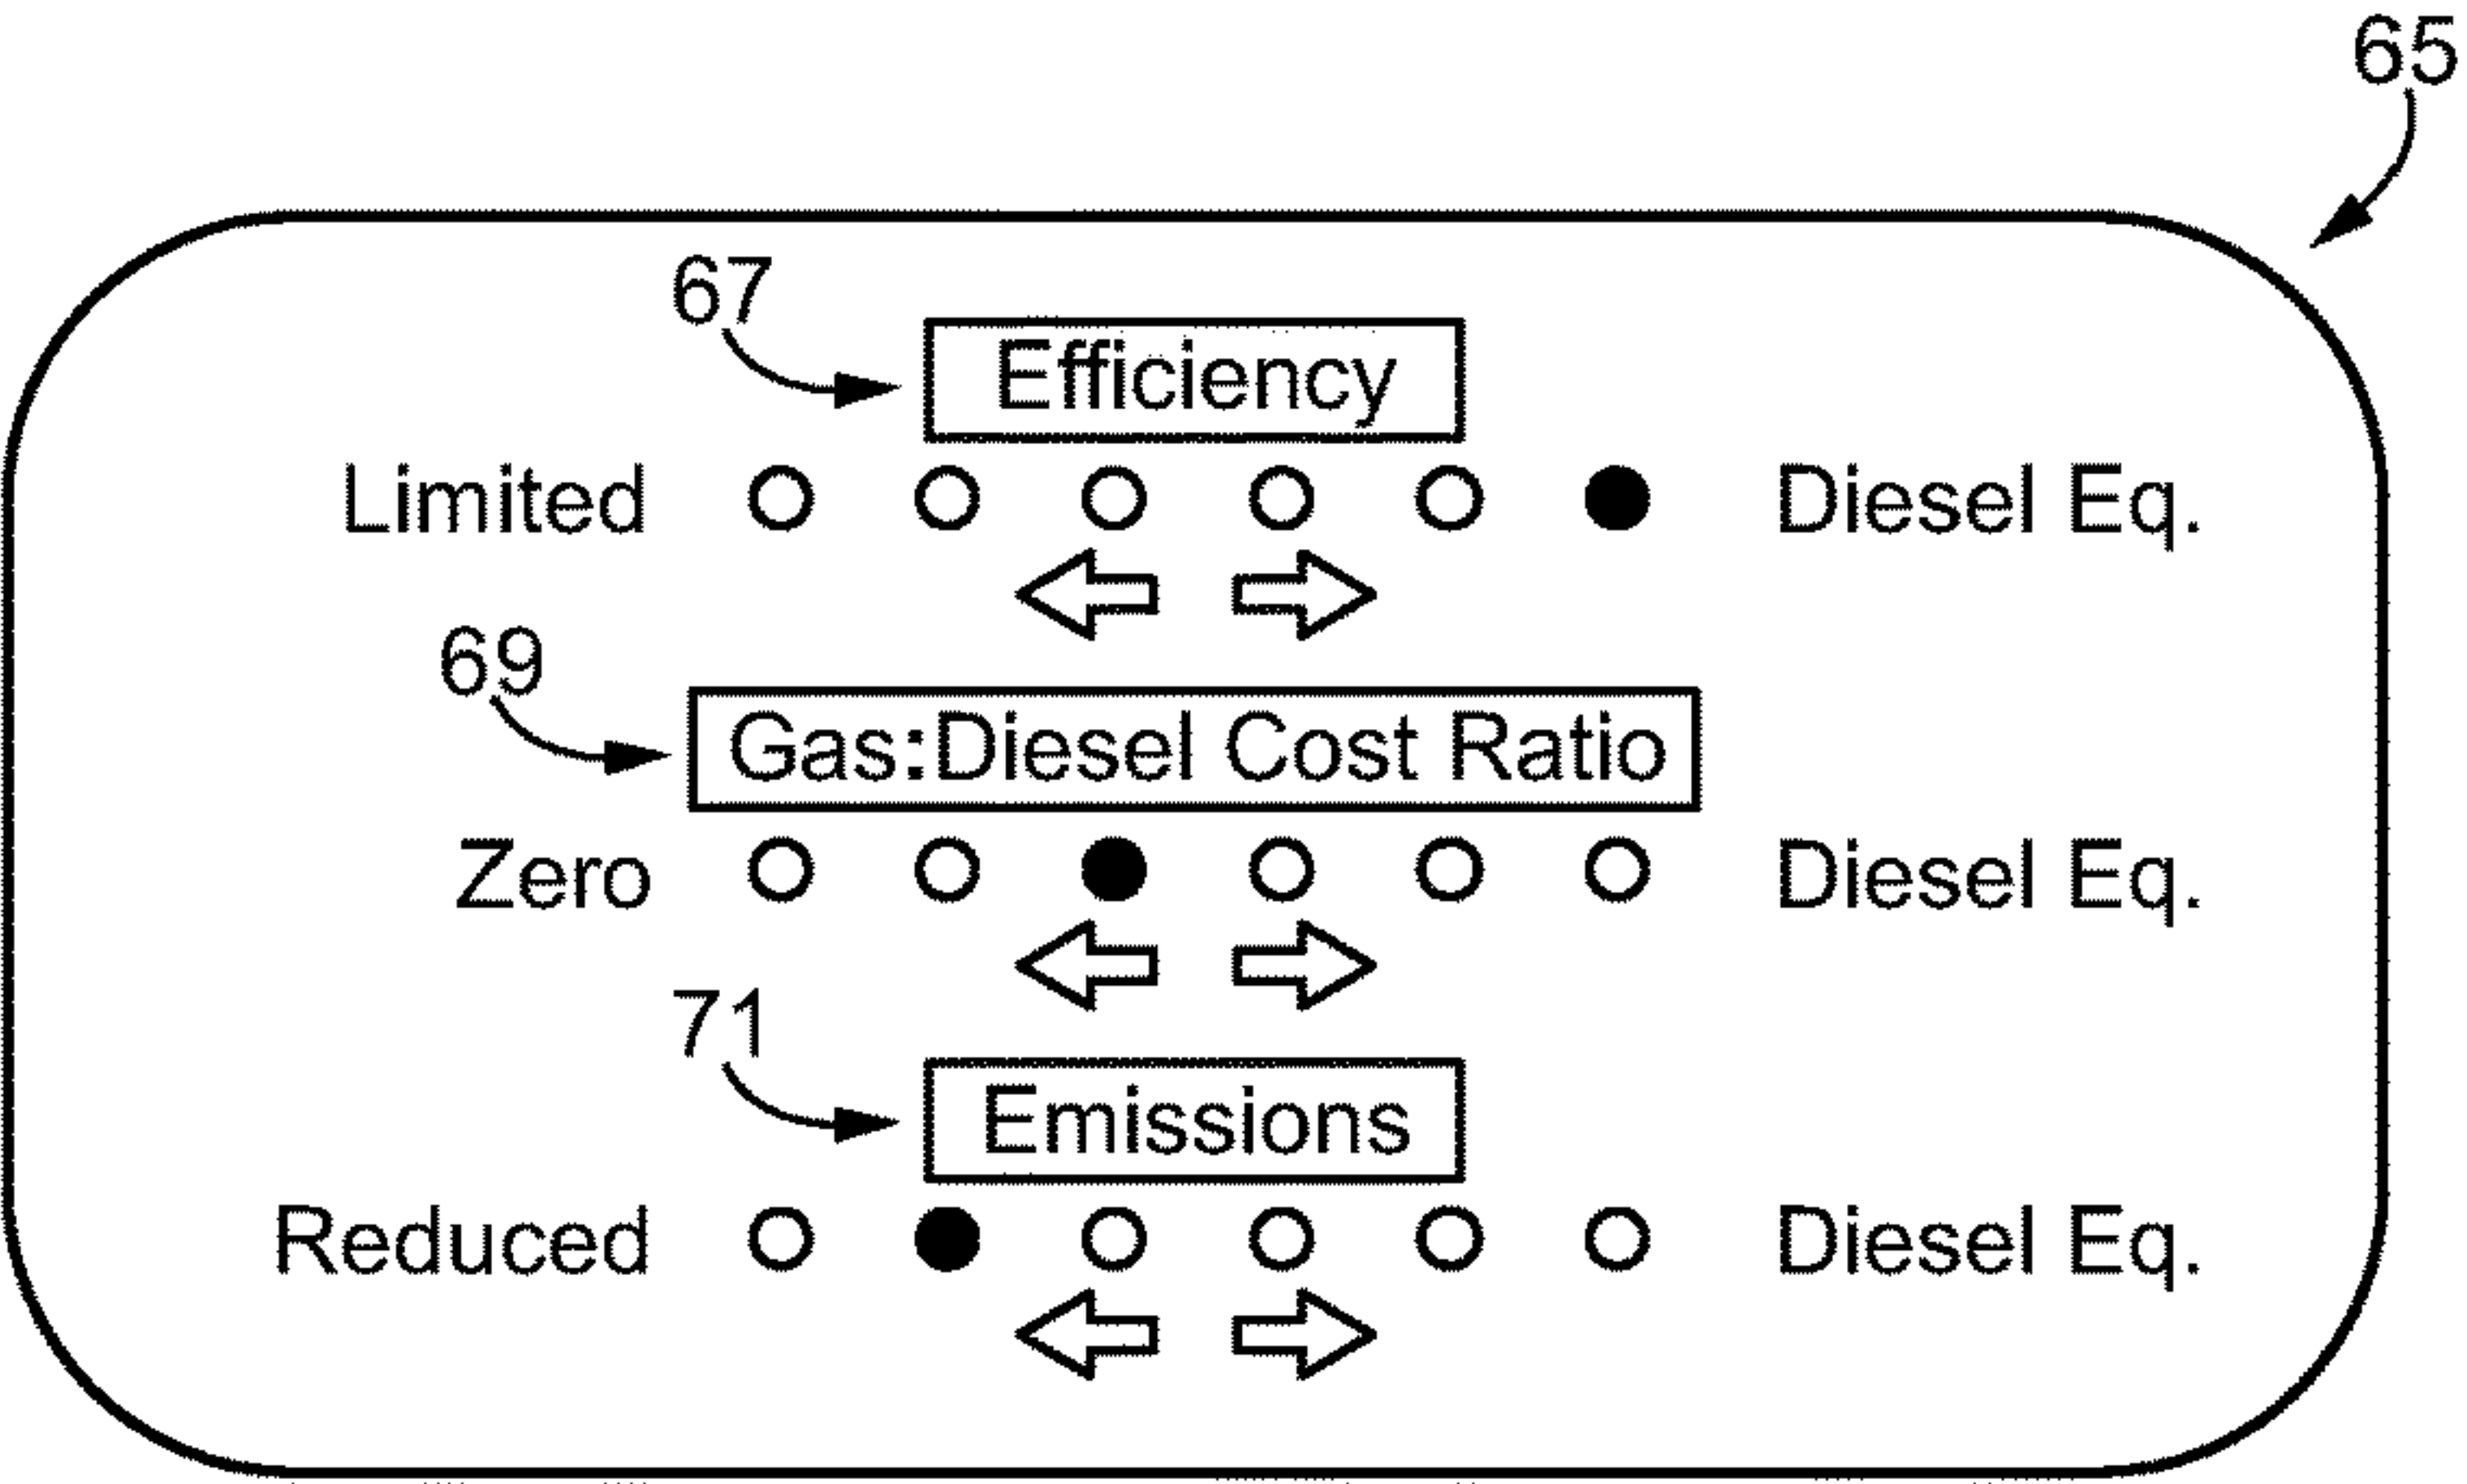 65
67
Efficiency
Limited Diesel Eq.
69
Gas:Diesel Cost Ratio
Zero Diesel Eq.
71
Emissions
Reduced Diesel Eq.